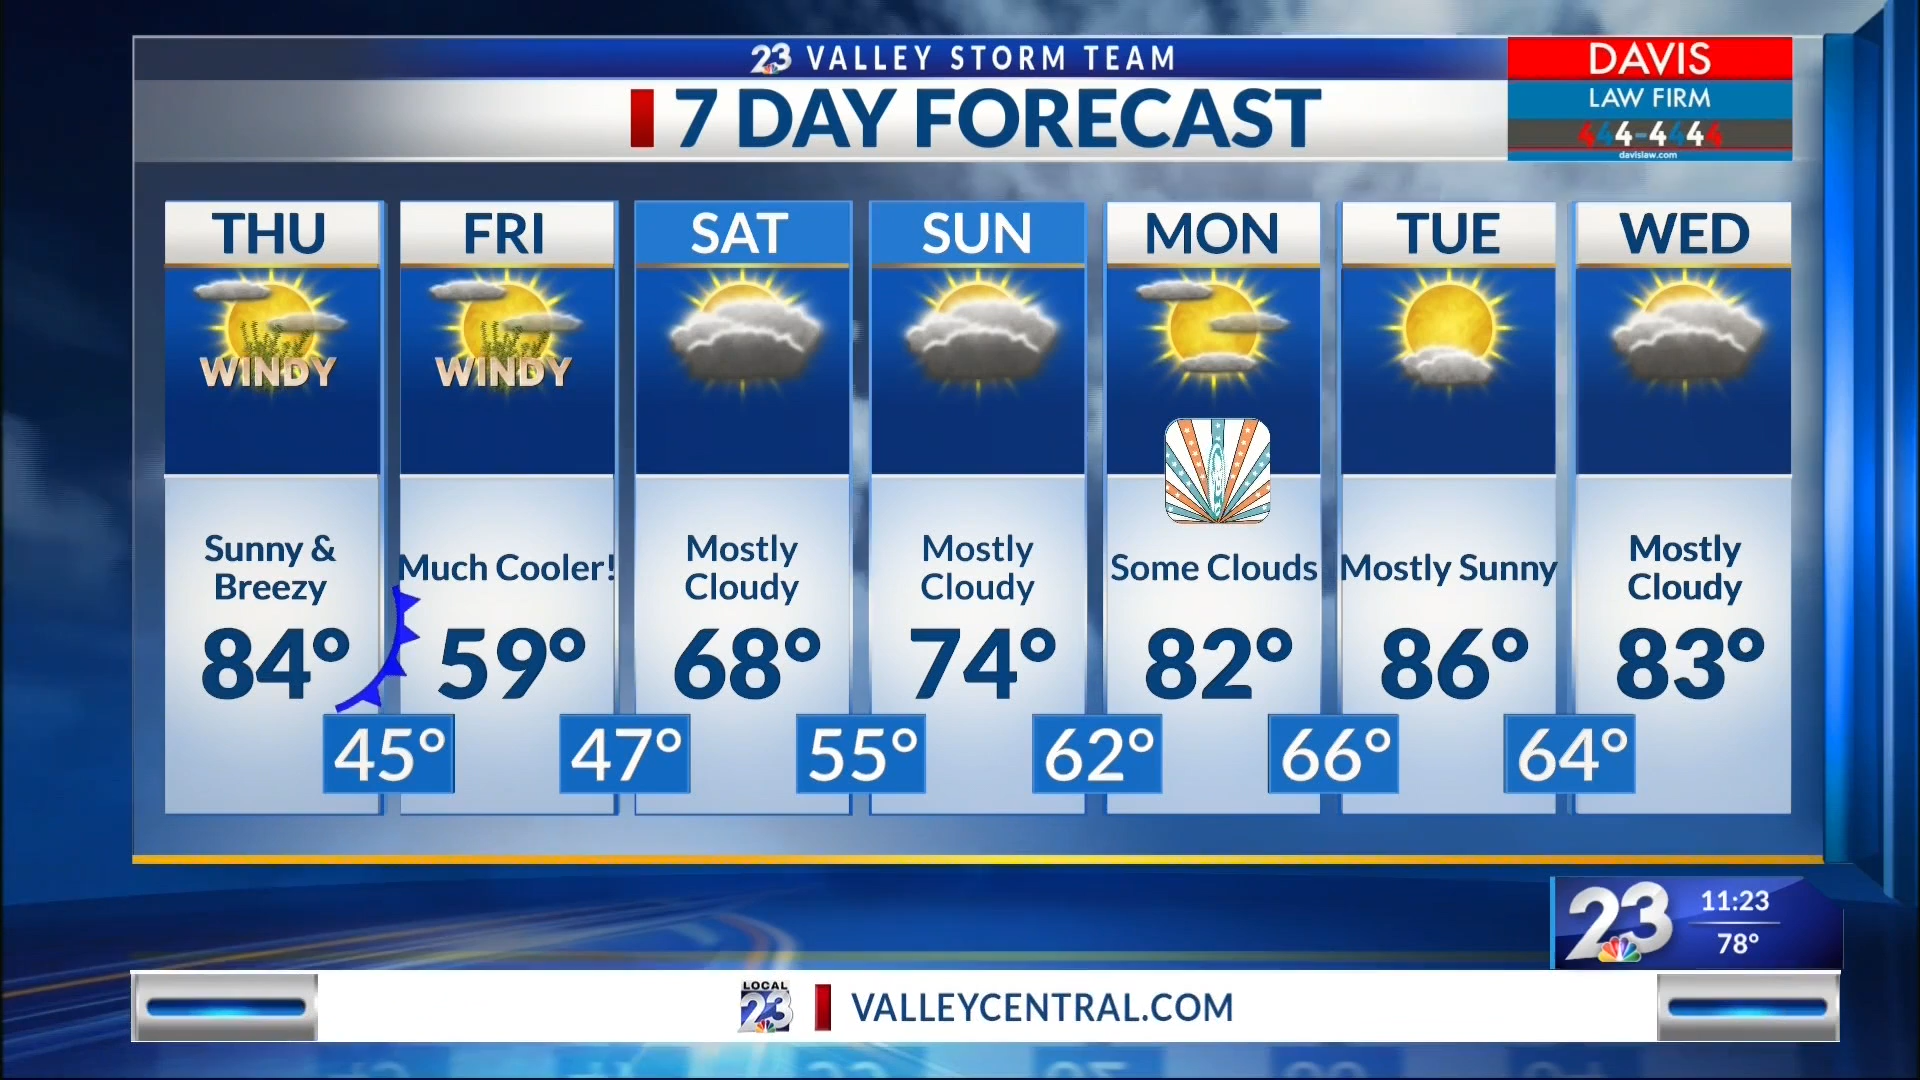 23 VALLEY STORM TEAM
7 DAY FORECAST
DAVIS
LAW FIRM
444-4444
davislaw.com
THU FRI SAT SUN MON TUE WED
WINDY WINDY
Sunny & Breezy
Much Cooler!
Mostly Cloudy
Mostly Cloudy
Some Clouds
Mostly Sunny
Mostly Cloudy
84° 59° 68° 74° 82° 86° 83°
45° 47° 55° 62° 66° 64°
23
11:23
78°
LOCAL
23
VALLEYCENTRAL.COM